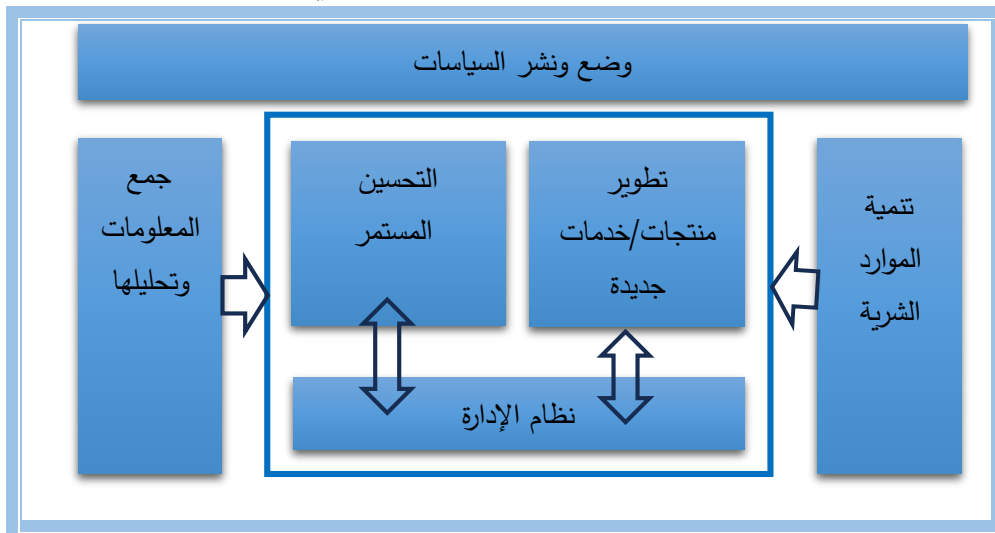 وضع ونشر السياسات
تنمية
الموارد
الشرية
تطوير
منتجات/خدمات
جديدة
التحسين
المستمر
جمع
المعلومات
وتحليلها
نظام الإدارة